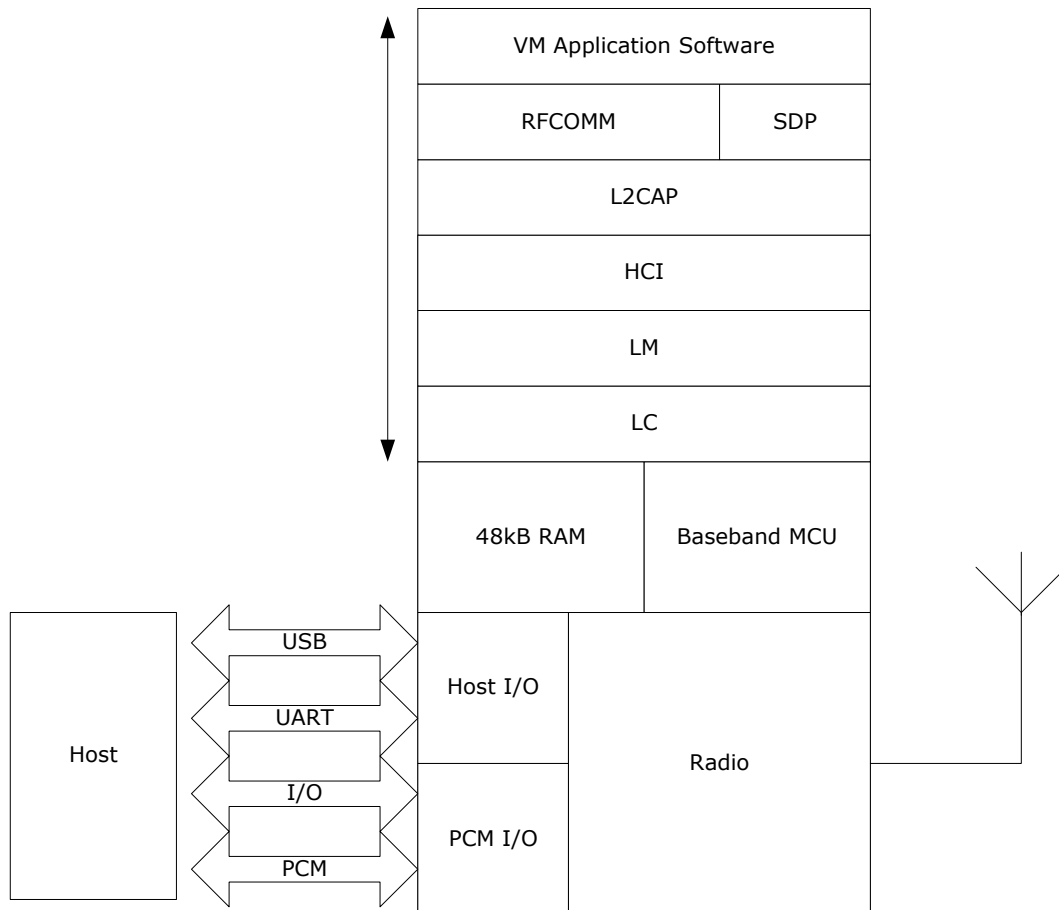 VM Application Software
RFCOMM
SDP
L2CAP
HCI
LM
LC
48kB RAM
Baseband MCU
USB
Host I/O
UART
Host
Radio
I/O
PCM I/O
PCM